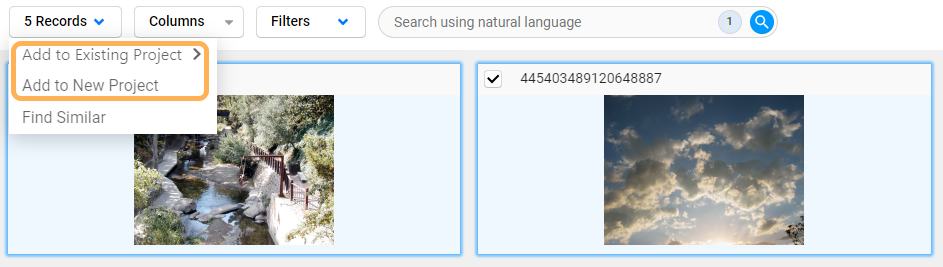 5 Records
Columns
Filters
Search using natural language
1
Add to Existing Project
Add to New Project
Find Similar
445403489120648887